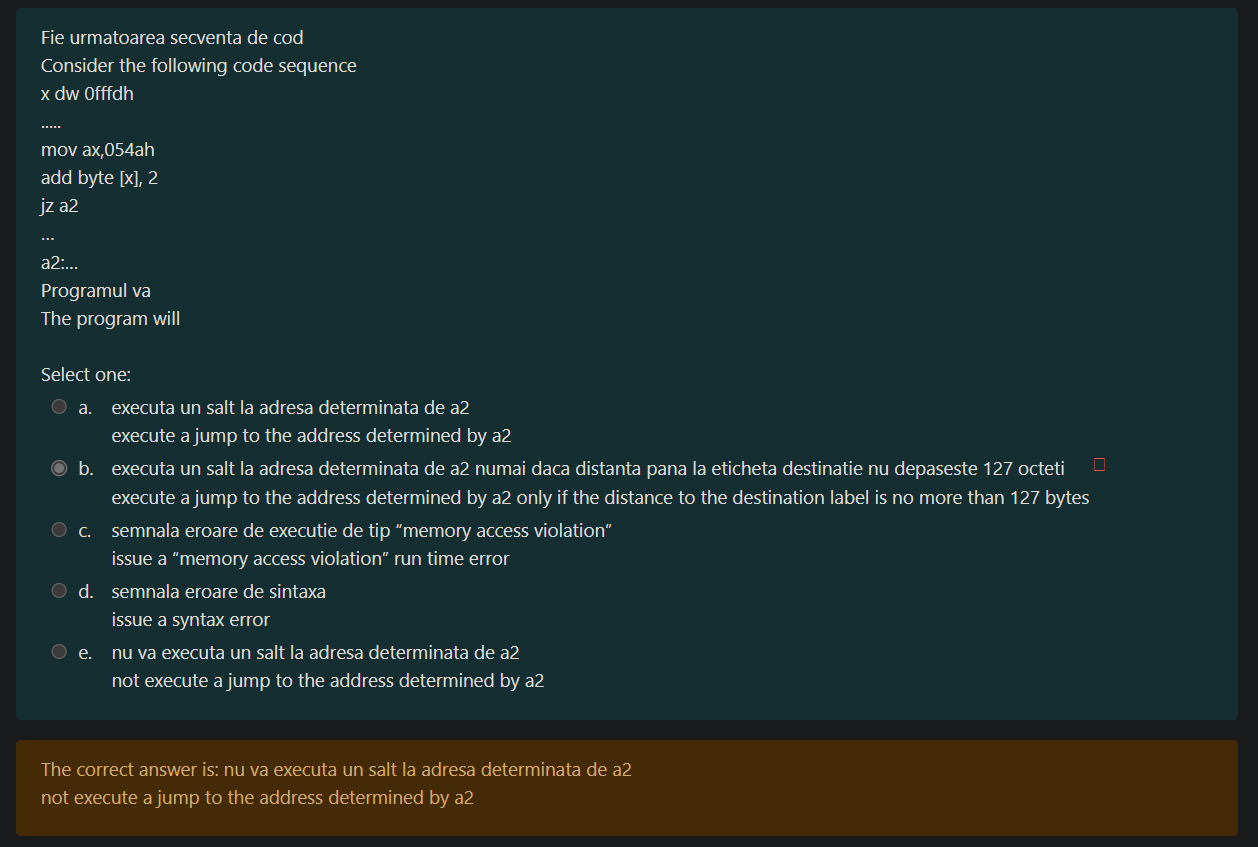 Fie urmatoarea secventa de cod
Consider the following code sequence
x dw 0fffdh
.....
mov ax,054ah
add byte [x], 2
jz a2
...
a2:...
Programul va
The program will
Select one:
a. executa un salt la adresa determinata de a2
execute a jump to the address determined by a2
b. executa un salt la adresa determinata de a2 numai daca distanta pana la eticheta destinatie nu depaseste 127 octeti
execute a jump to the address determined by a2 only if the distance to the destination label is no more than 127 bytes
c. semnala eroare de executie de tip “memory access violation”
issue a “memory access violation” run time error
d. semnala eroare de sintaxa
issue a syntax error
e. nu va executa un salt la adresa determinata de a2
not execute a jump to the address determined by a2
The correct answer is: nu va executa un salt la adresa determinata de a2
not execute a jump to the address determined by a2